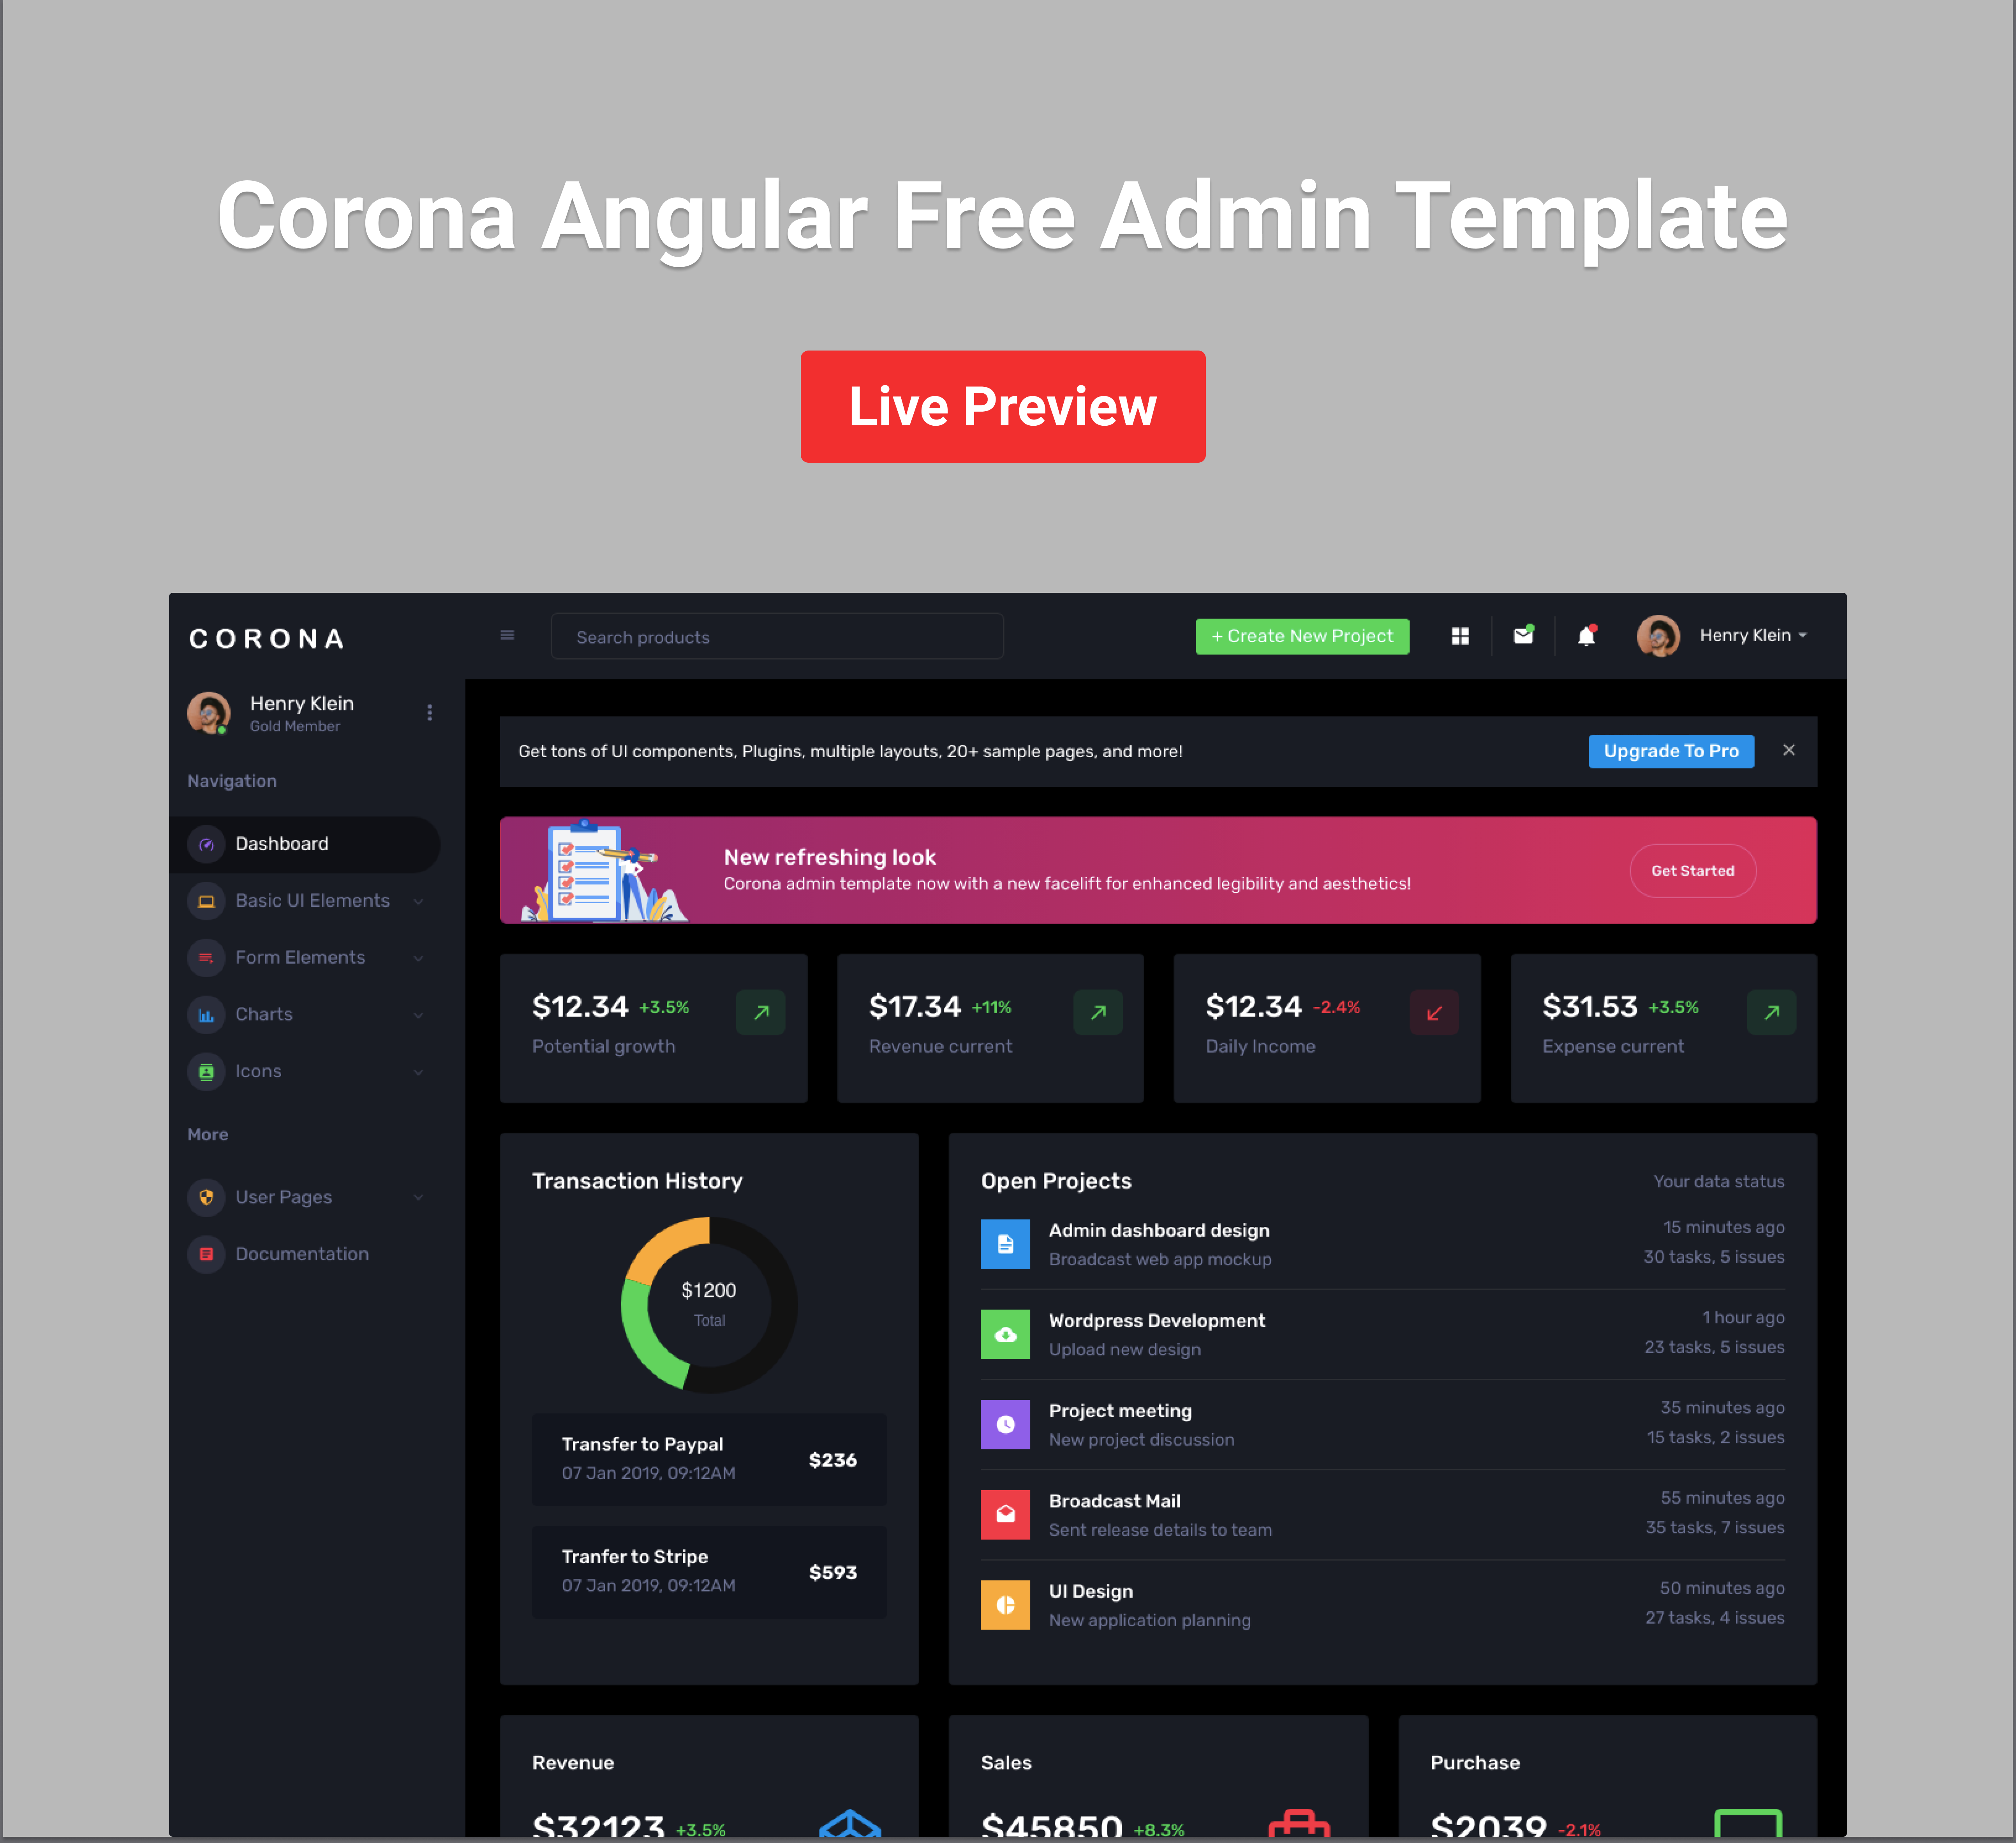 Corona Angular Free Admin Template
Live Preview
CORONA
Search products
+ Create New Project
Henry Klein
Henry Klein
Gold Member
Navigation
Dashboard
Basic UI Elements
Form Elements
Charts
Icons
More
User Pages
Documentation
Get tons of UI components, Plugins, multiple layouts, 20+ sample pages, and more!
Upgrade To Pro
New refreshing look
Corona admin template now with a new facelift for enhanced legibility and aesthetics!
Get Started
$12.34 +3.5%
Potential growth
$17.34 +11%
Revenue current
$12.34 -2.4%
Daily Income
$31.53 +3.5%
Expense current
Transaction History
$1200
Total
Transfer to Paypal
07 Jan 2019, 09:12AM
$236
Tranfer to Stripe
07 Jan 2019, 09:12AM
$593
Open Projects
Your data status
Admin dashboard design
Broadcast web app mockup
15 minutes ago
30 tasks, 5 issues
Wordpress Development
Upload new design
1 hour ago
23 tasks, 5 issues
Project meeting
New project discussion
35 minutes ago
15 tasks, 2 issues
Broadcast Mail
Sent release details to team
55 minutes ago
35 tasks, 7 issues
UI Design
New application planning
50 minutes ago
27 tasks, 4 issues
Revenue
$32123 +3.5%
Sales
$45850 +8.3%
Purchase
$2039 -2.1%